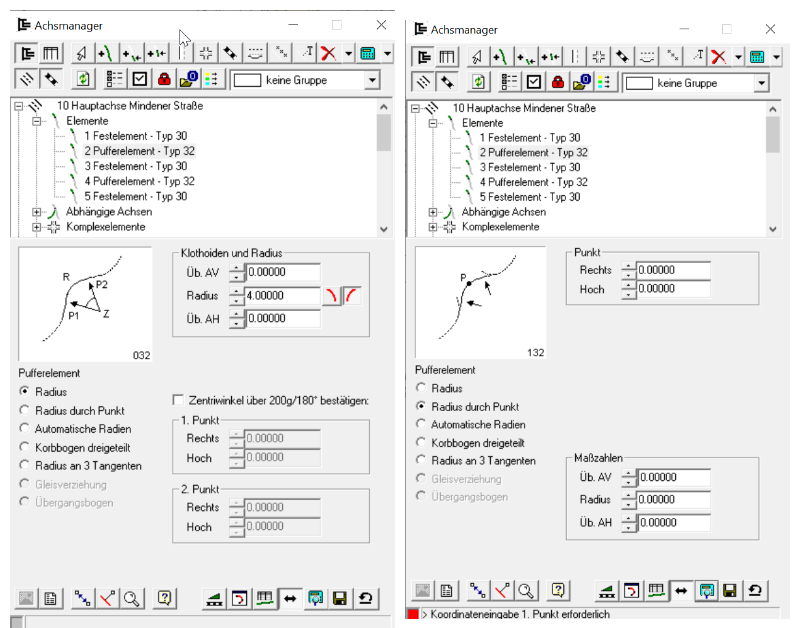 Achsmanager
keine Gruppe
10 Hauptachse Mindener Straße
Elemente
1 Festelement - Typ 30
2 Pufferelement - Typ 32
3 Festelement - Typ 30
4 Pufferelement - Typ 32
5 Festelement - Typ 30
Abhängige Achsen
Komplexelemente
R
P2
P1
Z
032
Klothoiden und Radius
Üb. AV 0.00000
Radius 4.00000
Üb. AH 0.00000
Pufferelement
Radius
Radius durch Punkt
Automatische Radien
Korbbogen dreigeteilt
Radius an 3 Tangenten
Gleisverziehung
Übergangsbogen
Zentriwinkel über 200g/180° bestätigen:
1. Punkt
Rechts 0.00000
Hoch 0.00000
2. Punkt
Rechts 0.00000
Hoch 0.00000
Achsmanager
keine Gruppe
10 Hauptachse Mindener Straße
Elemente
1 Festelement - Typ 30
2 Pufferelement - Typ 32
3 Festelement - Typ 30
4 Pufferelement - Typ 32
5 Festelement - Typ 30
Abhängige Achsen
Komplexelemente
P
132
Punkt
Rechts 0.00000
Hoch 0.00000
Pufferelement
Radius
Radius durch Punkt
Automatische Radien
Korbbogen dreigeteilt
Radius an 3 Tangenten
Gleisverziehung
Übergangsbogen
Maßzahlen
Üb. AV 0.00000
Radius 0.00000
Üb. AH 0.00000
> Koordinateneingabe 1. Punkt erforderlich